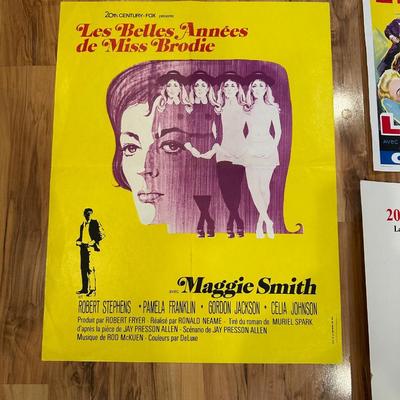 20th CENTURY-FOX présente
Les Belles Années
de Miss Brodie
avec Maggie Smith
ROBERT STEPHENS · PAMELA FRANKLIN · GORDON JACKSON · CELIA JOHNSON
Produit par ROBERT FRYER · Réalisé par RONALD NEAME · Tiré du roman de MURIEL SPARK
d'après la pièce de JAY PRESSON ALLEN · Scénario de JAY PRESSON ALLEN
Musique de ROD McKUEN · Couleurs par DeLuxe
avec
20